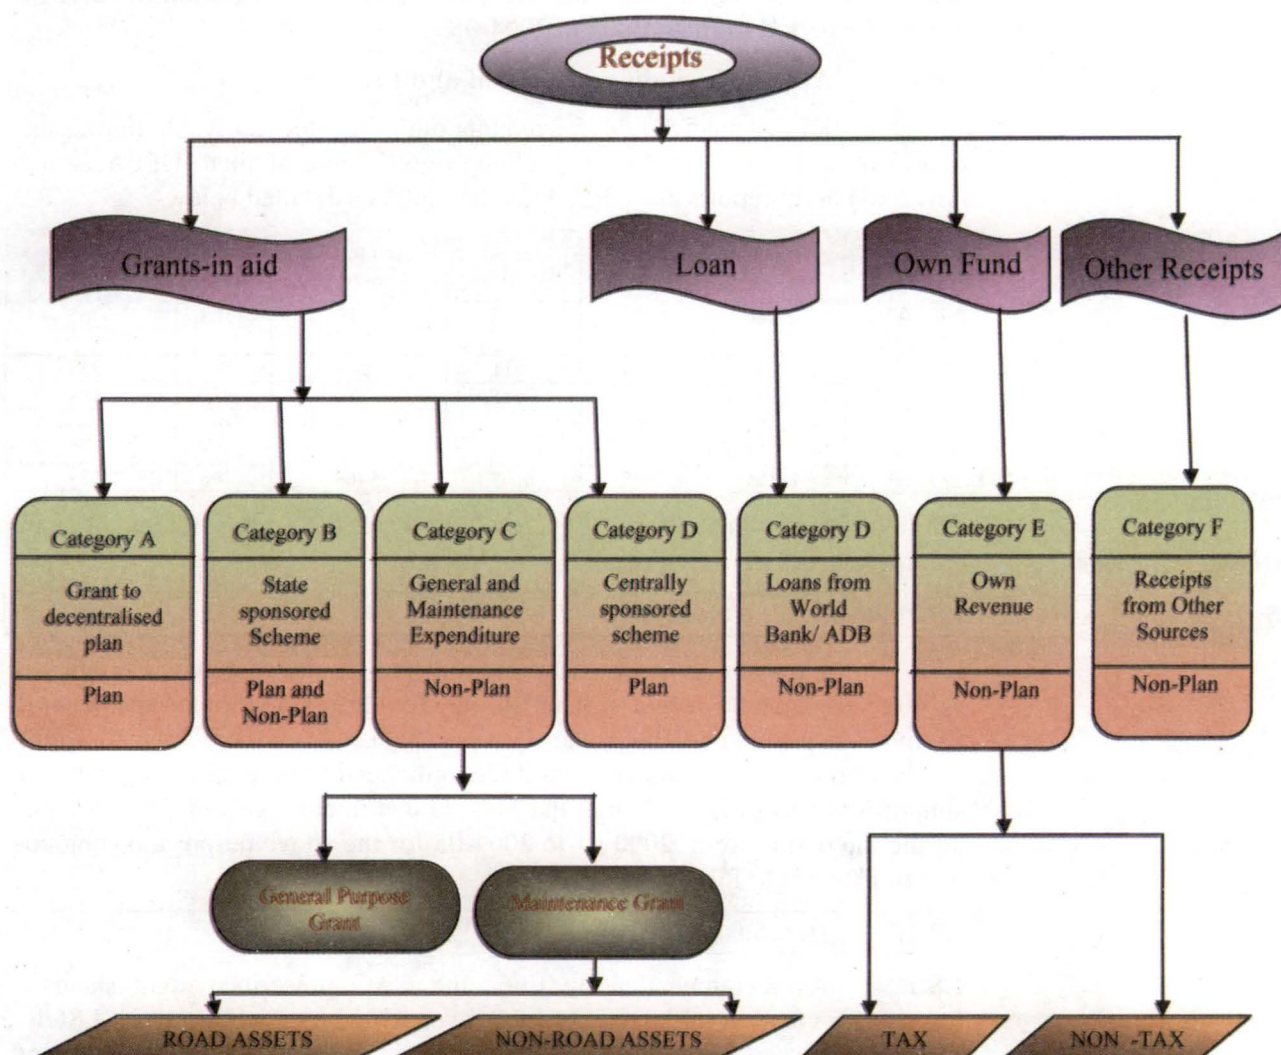 Receipts
Grants-in aid
Loan
Own Fund
Other Receipts
Category A
Grant to
decentralised
plan
Plan
Category B
State
sponsored
Scheme
Plan and
Non-Plan
Category C
General and
Maintenance
Expenditure
Non-Plan
Category D
Centrally
sponsored
scheme
Plan
Category D
Loans from
World
Bank/ ADB
Non-Plan
Category E
Own
Revenue
Non-Plan
Category F
Receipts
from Other
Sources
Non-Plan
General Purpose
Grant
Maintenance Grant
ROAD ASSETS
NON-ROAD ASSETS
TAX
NON -TAX